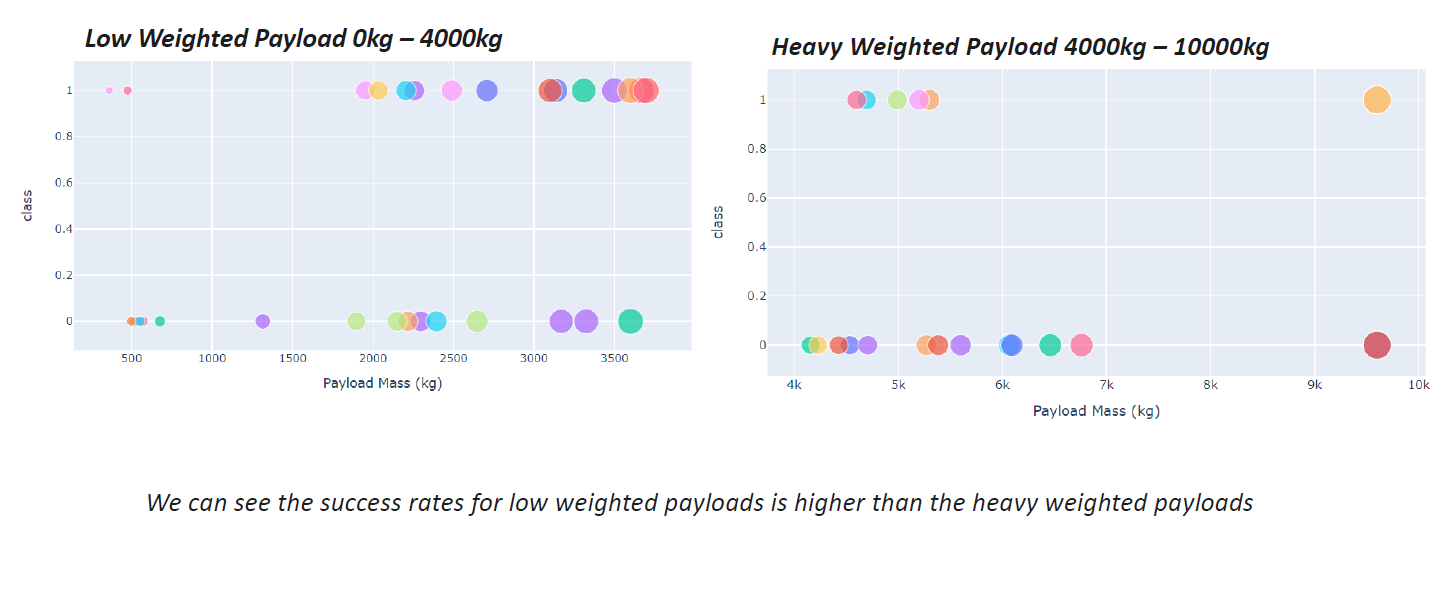 Low Weighted Payload 0kg – 4000kg
1
0.8
0.6
0.4
0.2
0
class
500 1000 1500 2000 2500 3000 3500
Payload Mass (kg)
Heavy Weighted Payload 4000kg – 10000kg
1
0.8
0.6
0.4
0.2
0
class
4k 5k 6k 7k 8k 9k 10k
Payload Mass (kg)
We can see the success rates for low weighted payloads is higher than the heavy weighted payloads